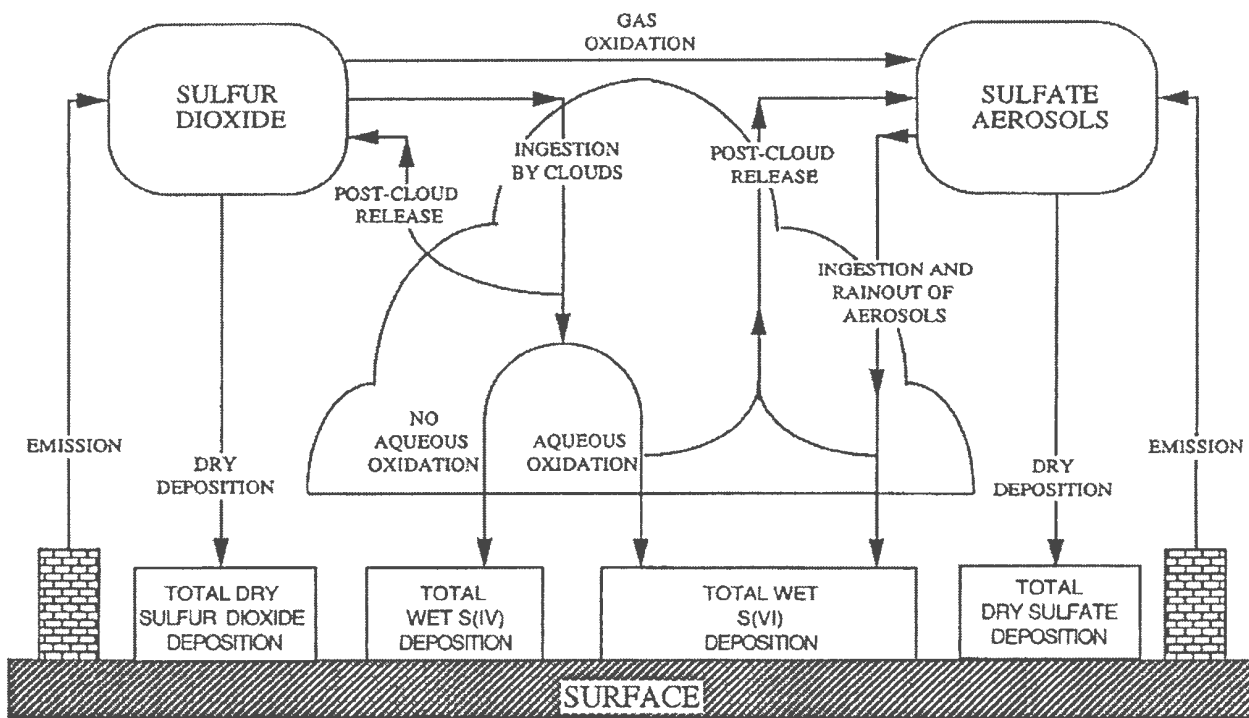 GAS
OXIDATION
SULFUR
DIOXIDE
SULFATE
AEROSOLS
INGESTION
BY CLOUDS
POST-CLOUD
RELEASE
POST-CLOUD
RELEASE
INGESTION AND
RAINOUT OF
AEROSOLS
EMISSION
DRY
DEPOSITION
NO
AQUEOUS
OXIDATION
AQUEOUS
OXIDATION
DRY
DEPOSITION
EMISSION
TOTAL DRY
SULFUR DIOXIDE
DEPOSITION
TOTAL
WET S(IV)
DEPOSITION
TOTAL WET
S(VI)
DEPOSITION
TOTAL
DRY SULFATE
DEPOSITION
SURFACE